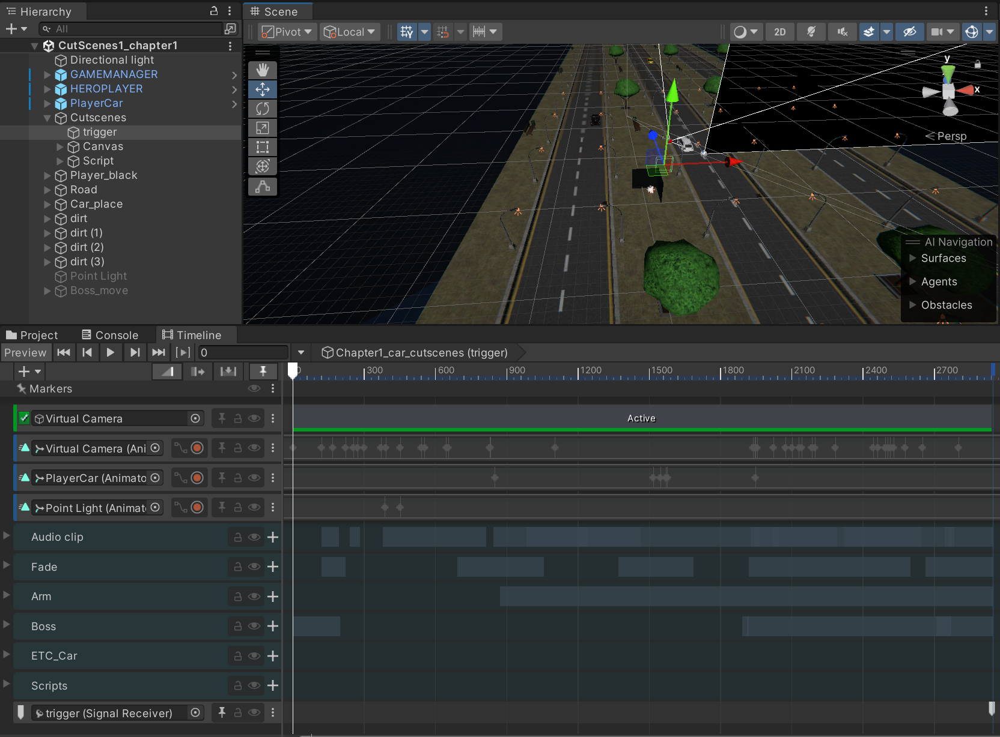 Hierarchy
Scene
All
Pivot
Local
2D
CutScenes1_chapter1
Directional light
GAMEMANAGER
HEROPLAYER
PlayerCar
Cutscenes
trigger
Canvas
Script
Player_black
Road
Car_place
dirt
dirt (1)
dirt (2)
dirt (3)
Point Light
Boss_move
y
x
Persp
AI Navigation
Surfaces
Agents
Obstacles
Project
Console
Timeline
Preview
0
Chapter1_car_cutscenes (trigger)
0 300 600 900 1200 1500 1800 2100 2400 2700
Markers
Virtual Camera
Active
Virtual Camera (Ani
PlayerCar (Animato
Point Light (Animat
Audio clip
Fade
Arm
Boss
ETC_Car
Scripts
trigger (Signal Receiver)